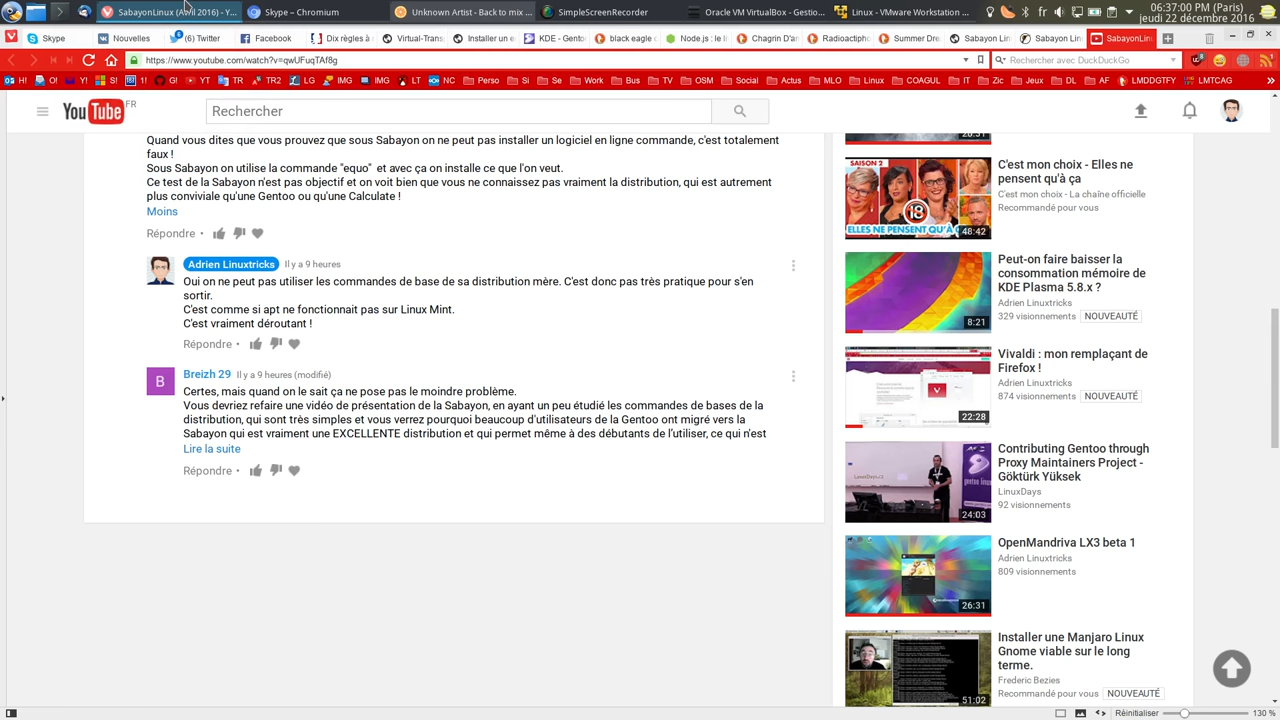 SabayonLinux (Avril 2016) - Y...
Skype – Chromium
Unknown Artist - Back to mix ...
SimpleScreenRecorder
VirtualBox - Gestio...
Linux - VMware Workstation ...
fr
06:37:00 PM (Paris)
jeudi 22 décembre 2016
Skype
Nouvelles
(6) Twitter
Facebook
Dix règles à
Virtual-Trans
Installer un e
KDE - Gento
black eagle c
Node.js : le l
Chagrin D'am
Radioactipho
Summer Dre
Sabayon Lin
Sabayon Lin
SabayonLin
https://www.youtube.com/watch?v=qwUFuqTAf8g
Rechercher avec DuckDuckGo
H! O! Y! S! 1! G! YT TR TR LG IMG IMG LT NC Perso Si Se Work Bus TV OSM Social Actus MLO Linux COAGUL IT Zic Jeux DL AF LMDDGTFY LMTCAG
YouTube FR
Rechercher
Quand vous dites que vous prouvez qu'à sous Sabayon on ne peut pas installer un logiciel en ligne commande, c'est totalement
faux !
Sous Sabayon on utilise la commande "equo" et avec ça on installe ce que l'on veut.
Ce test de la Sabayon n'est pas objectif et on voit bien que vous ne connaissez pas vraiment la distribution, qui est autrement
plus conviviale qu'une Gentoo ou qu'une Calculate !
Moins
Répondre •
Adrien Linuxtricks Il y a 9 heures
Oui on ne peut pas utiliser les commandes de base de sa distribution mère. C'est donc pas très pratique pour s'en
sortir.
C'est comme si apt ne fonctionnait pas sur Linux Mint.
C'est vraiment déroutant !
Répondre •
B
Breizh 29 Il y a 9 heures (modifié)
Certes, mais quant on le sait ça ne pose pas le moindre problème.
Vous devriez refaire une vidéo de présentation de la Sabayon, en ayant un peu étudié les commandes de bases de la
distribution, qui sont très simples et vous verrez pourquoi beaucoup d'utilisateurs de la Gentoo ont migré vers la
Sabayon qui est vraiment une EXCELLENTE distribution et qui permet même à des débutants de l'utiliser, ce qui n'est
Lire la suite
Répondre •
28:31
SAISON 2
18
ELLES NE PENSENT QU'À Ç
48:42
C'est mon choix - Elles ne
pensent qu'à ça
C'est mon choix - La chaîne officielle
Recommandé pour vous
8:21
Peut-on faire baisser la
consommation mémoire de
KDE Plasma 5.8.x ?
Adrien Linuxtricks
329 visionnements NOUVEAUTÉ
22:28
Vivaldi : mon remplaçant de
Firefox !
Adrien Linuxtricks
874 visionnements NOUVEAUTÉ
24:03
Contributing Gentoo through
Proxy Maintainers Project -
Göktürk Yüksek
LinuxDays
92 visionnements
26:31
OpenMandriva LX3 beta 1
Adrien Linuxtricks
809 visionnements
51:02
Installer une Manjaro Linux
Deepin viable sur le long
terme.
Frederic Bezies
Recommandé pour vous NOUVEAUTÉ
Réinitialiser
130 %